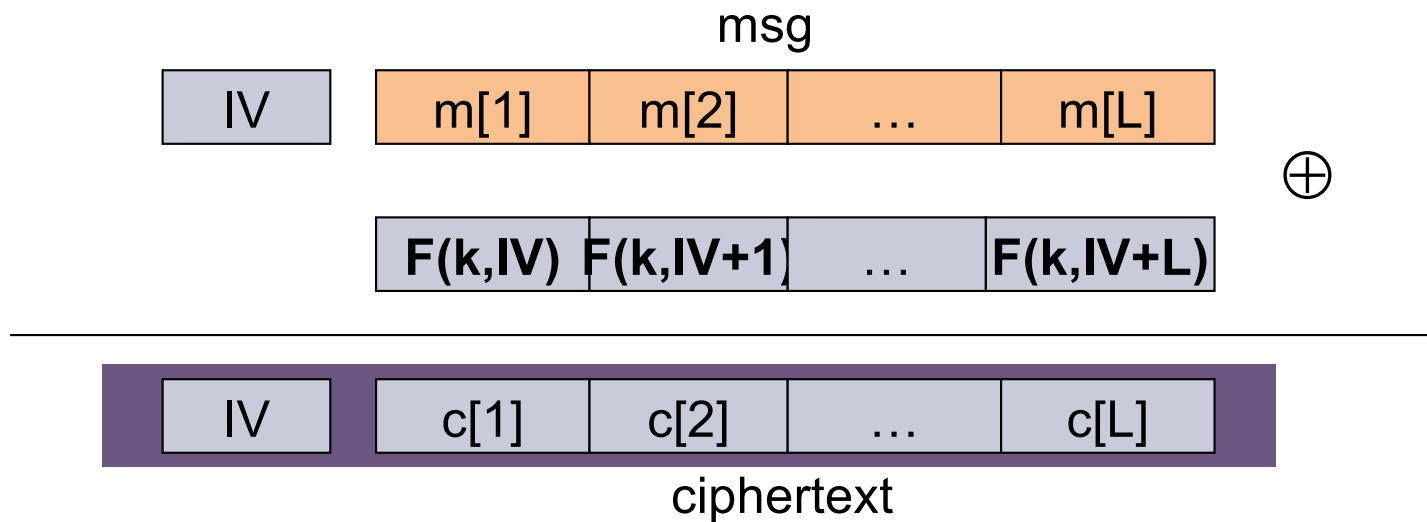 msg
IV m[1] m[2] … m[L]
⊕
F(k,IV) F(k,IV+1) … F(k,IV+L)
IV c[1] c[2] … c[L]
ciphertext